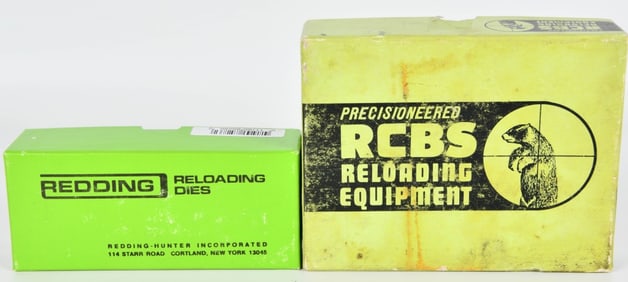 REDDING RELOADING
DIES
REDDING-HUNTER INCORPORATED
114 STARR ROAD CORTLAND, NEW YORK 13045
PRECISIONEERED
RCBS
RELOADING
EQUIPMENT